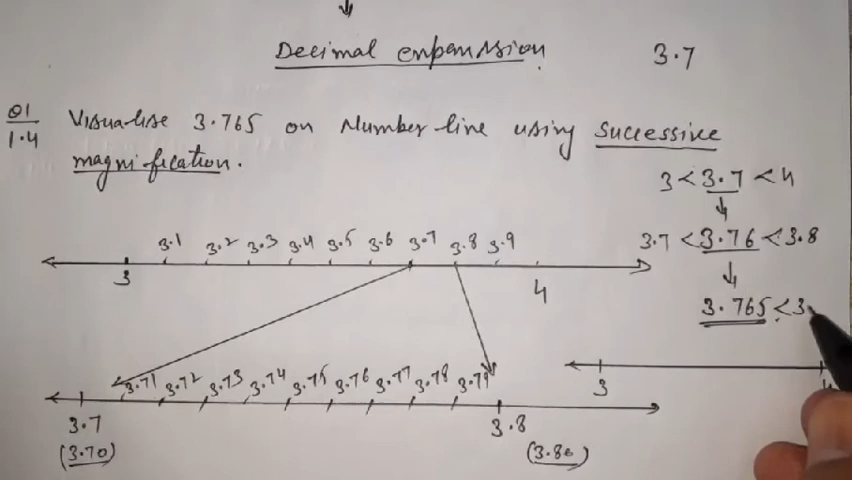 Decimal expanssion
3.7
Q1
1.4
Visualise 3.765 on Number line using successive
magnification.
3 < 3.7 < 4
3.7 < 3.76 < 3.8
3.765 < 3
3.1 3.2 3.3 3.4 3.5 3.6 3.7 3.8 3.9
3 4
3.71 3.72 3.73 3.74 3.75 3.76 3.77 3.78 3.79
3.7 3.8
(3.70) (3.80)
3 4